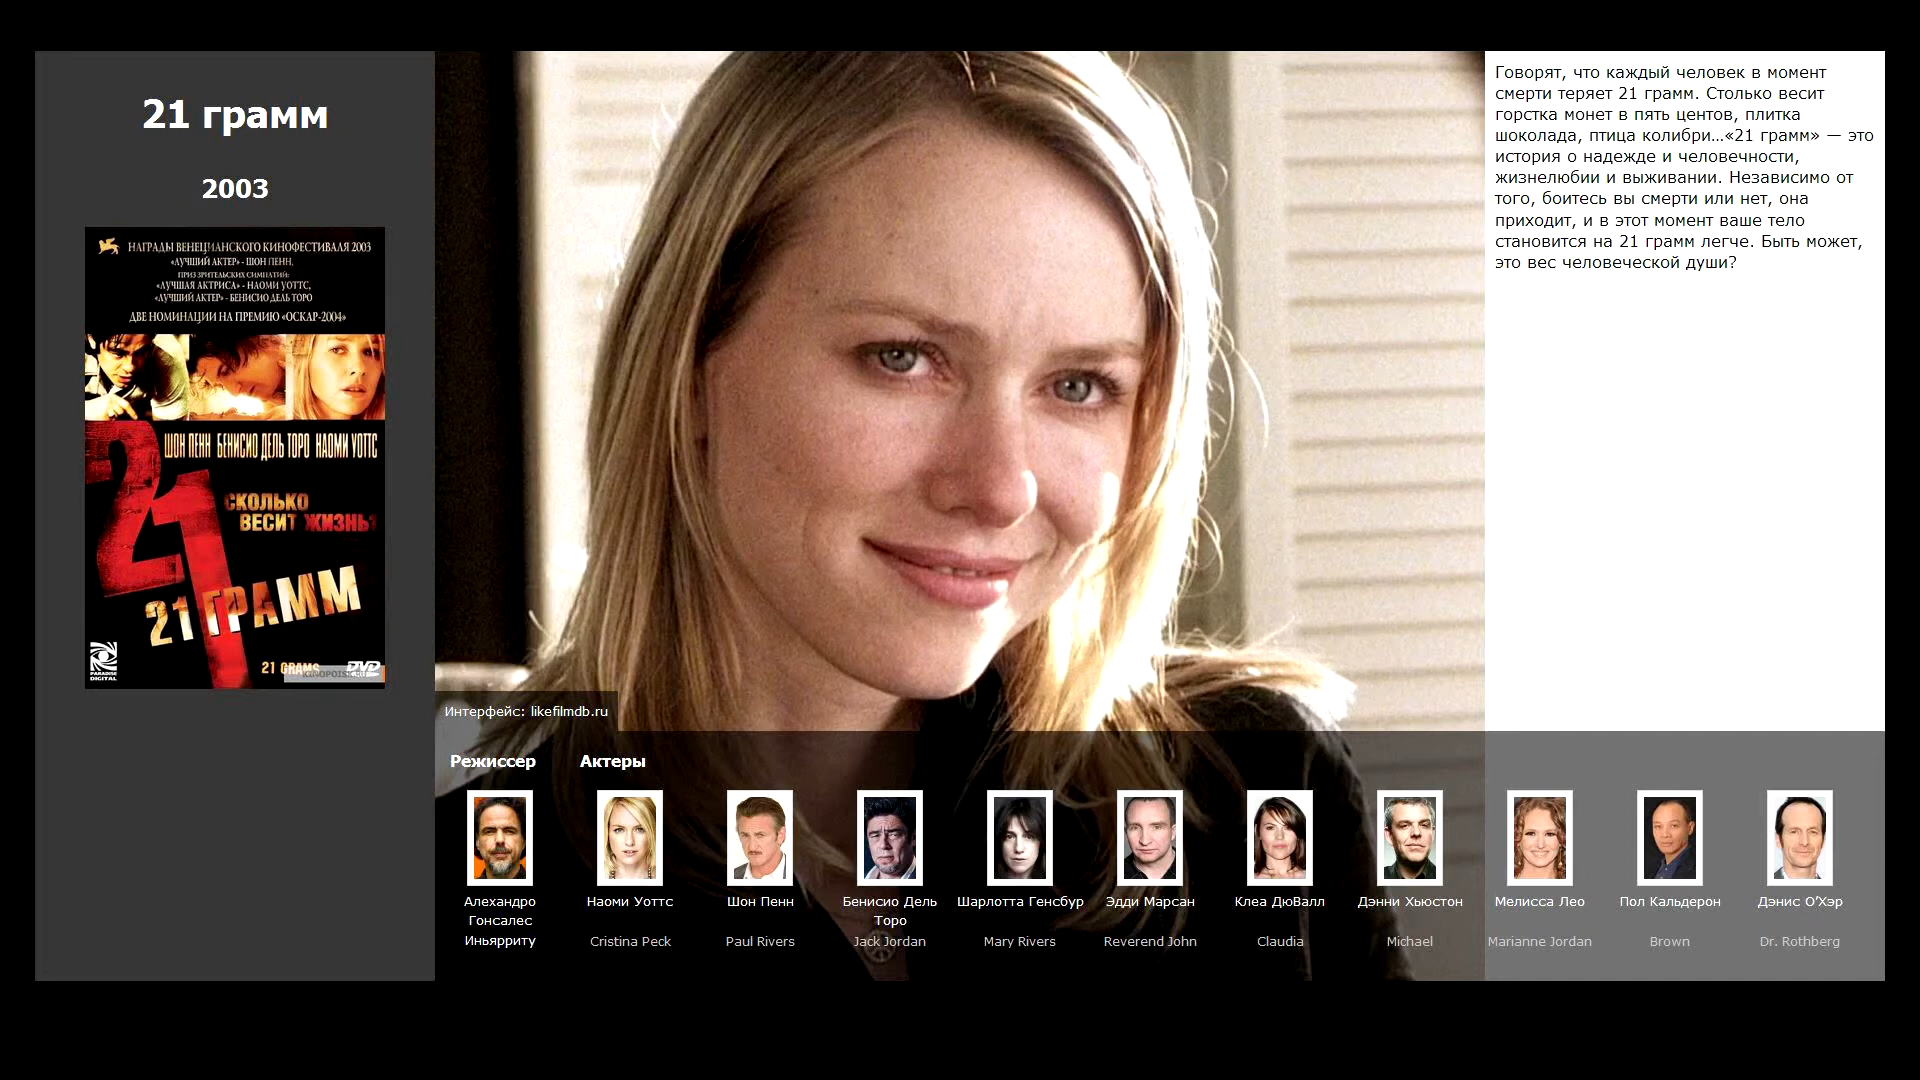 21 грамм
2003
НАГРАДЫ ВЕНЕЦИАНСКОГО КИНОФЕСТИВАЛЯ 2003
«ЛУЧШИЙ АКТЕР» - ШОН ПЕНН,
ПРИЗ ЗРИТЕЛЬСКИХ СИМПАТИЙ:
«ЛУЧШАЯ АКТРИСА» - НАОМИ УОТТС,
«ЛУЧШИЙ АКТЕР» - БЕНИСИО ДЕЛЬ ТОРО
ДВЕ НОМИНАЦИИ НА ПРЕМИЮ «ОСКАР-2004»
ШОН ПЕНН БЕНИСИО ДЕЛЬ ТОРО НАОМИ УОТТС
21
СКОЛЬКО
ВЕСИТ ЖИЗНЬ?
21 ГРАММ
PARADISE
DIGITAL
21 GRAMS
DVD
Говорят, что каждый человек в момент
смерти теряет 21 грамм. Столько весит
горстка монет в пять центов, плитка
шоколада, птица колибри…«21 грамм» — это
история о надежде и человечности,
жизнелюбии и выживании. Независимо от
того, боитесь вы смерти или нет, она
приходит, и в этот момент ваше тело
становится на 21 грамм легче. Быть может,
это вес человеческой души?
Интерфейс: likefilmdb.ru
Режиссер
Актеры
Алехандро
Гонсалес
Иньярриту
Наоми Уоттс
Cristina Peck
Шон Пенн
Paul Rivers
Бенисио Дель
Торо
Jack Jordan
Шарлотта Генсбур
Mary Rivers
Эдди Марсан
Reverend John
Клеа ДюВалл
Claudia
Дэнни Хьюстон
Michael
Мелисса Лео
Marianne Jordan
Пол Кальдерон
Brown
Дэнис О’Хэр
Dr. Rothberg